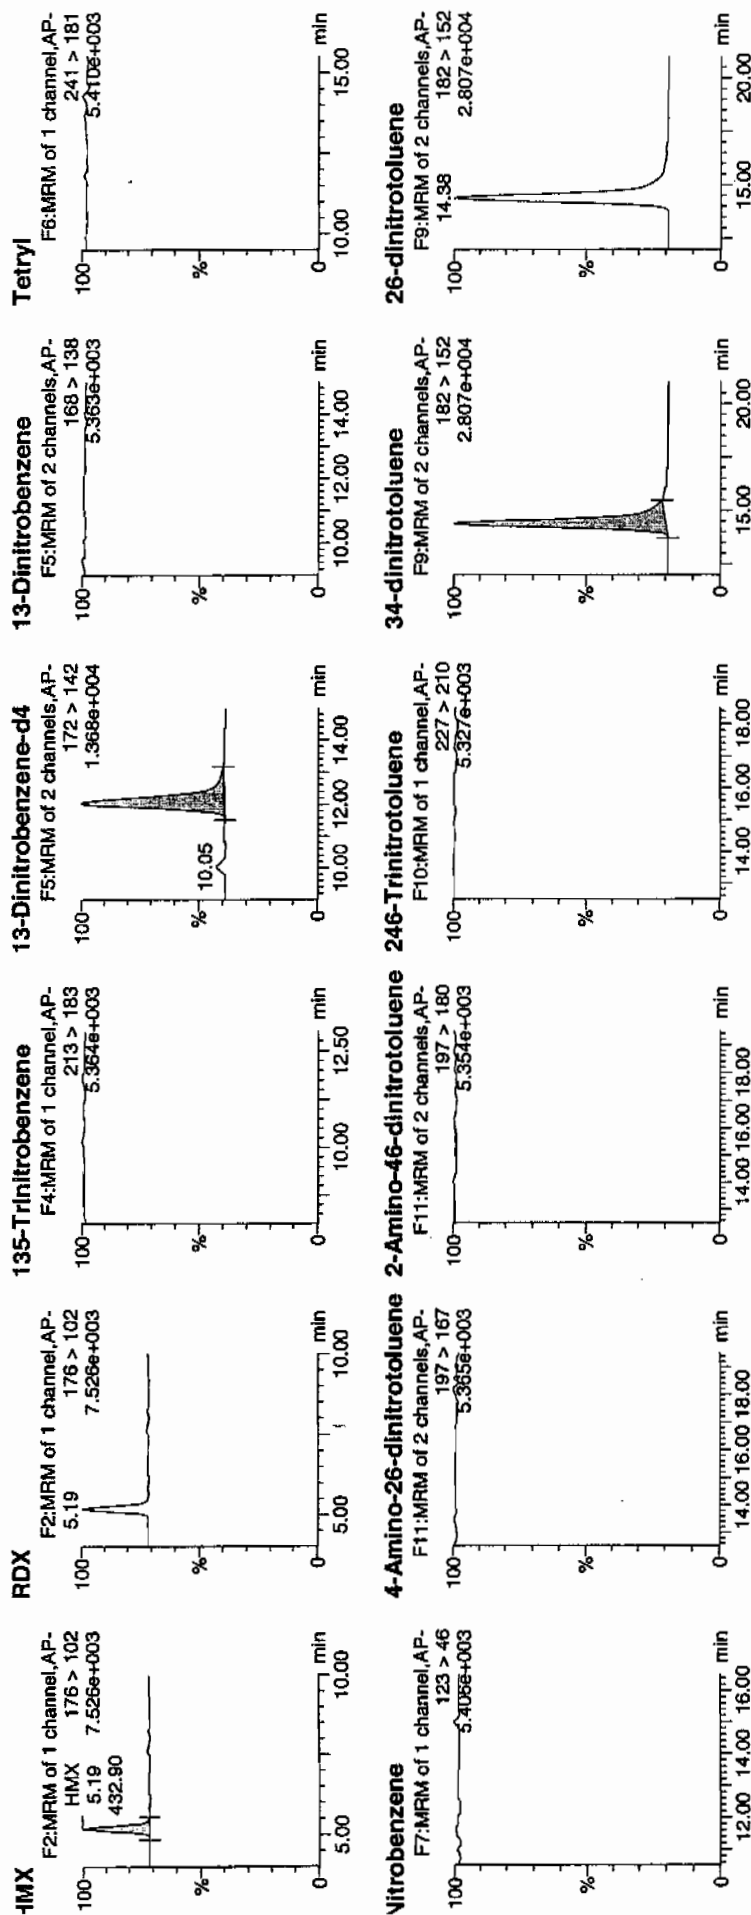 HMX
F2:MRM of 1 channel,AP-
HMX 176 > 102
5.19 7.526e+003
432.90
100
%
0
5.00 10.00 min
RDX
F2:MRM of 1 channel,AP-
5.19 176 > 102
7.526e+003
100
%
0
5.00 10.00 min
135-Trinitrobenzene
F4:MRM of 1 channel,AP-
213 > 183
5.364e+003
100
%
0
10.00 12.50 min
13-Dinitrobenzene-d4
F5:MRM of 2 channels,AP-
172 > 142
1.368e+004
10.05
100
%
0
10.00 12.00 14.00 min
13-Dinitrobenzene
F5:MRM of 2 channels,AP-
168 > 138
5.363e+003
100
%
0
10.00 12.00 14.00 min
Tetryl
F6:MRM of 1 channel,AP-
241 > 181
5.410e+003
100
%
0
10.00 15.00 min
Nitrobenzene
F7:MRM of 1 channel,AP-
123 > 46
5.406e+003
100
%
0
12.00 14.00 16.00 min
4-Amino-26-dinitrotoluene
F11:MRM of 2 channels,AP-
197 > 167
5.365e+003
100
%
0
14.00 16.00 18.00 min
2-Amino-46-dinitrotoluene
F11:MRM of 2 channels,AP-
197 > 180
5.354e+003
100
%
0
14.00 16.00 18.00 min
246-Trinitrotoluene
F10:MRM of 1 channel,AP-
227 > 210
5.327e+003
100
%
0
14.00 16.00 18.00 min
34-dinitrotoluene
F9:MRM of 2 channels,AP-
182 > 152
2.807e+004
100
%
0
15.00 20.00 min
26-dinitrotoluene
F9:MRM of 2 channels,AP-
14.38 182 > 152
2.807e+004
100
%
0
15.00 20.00 min